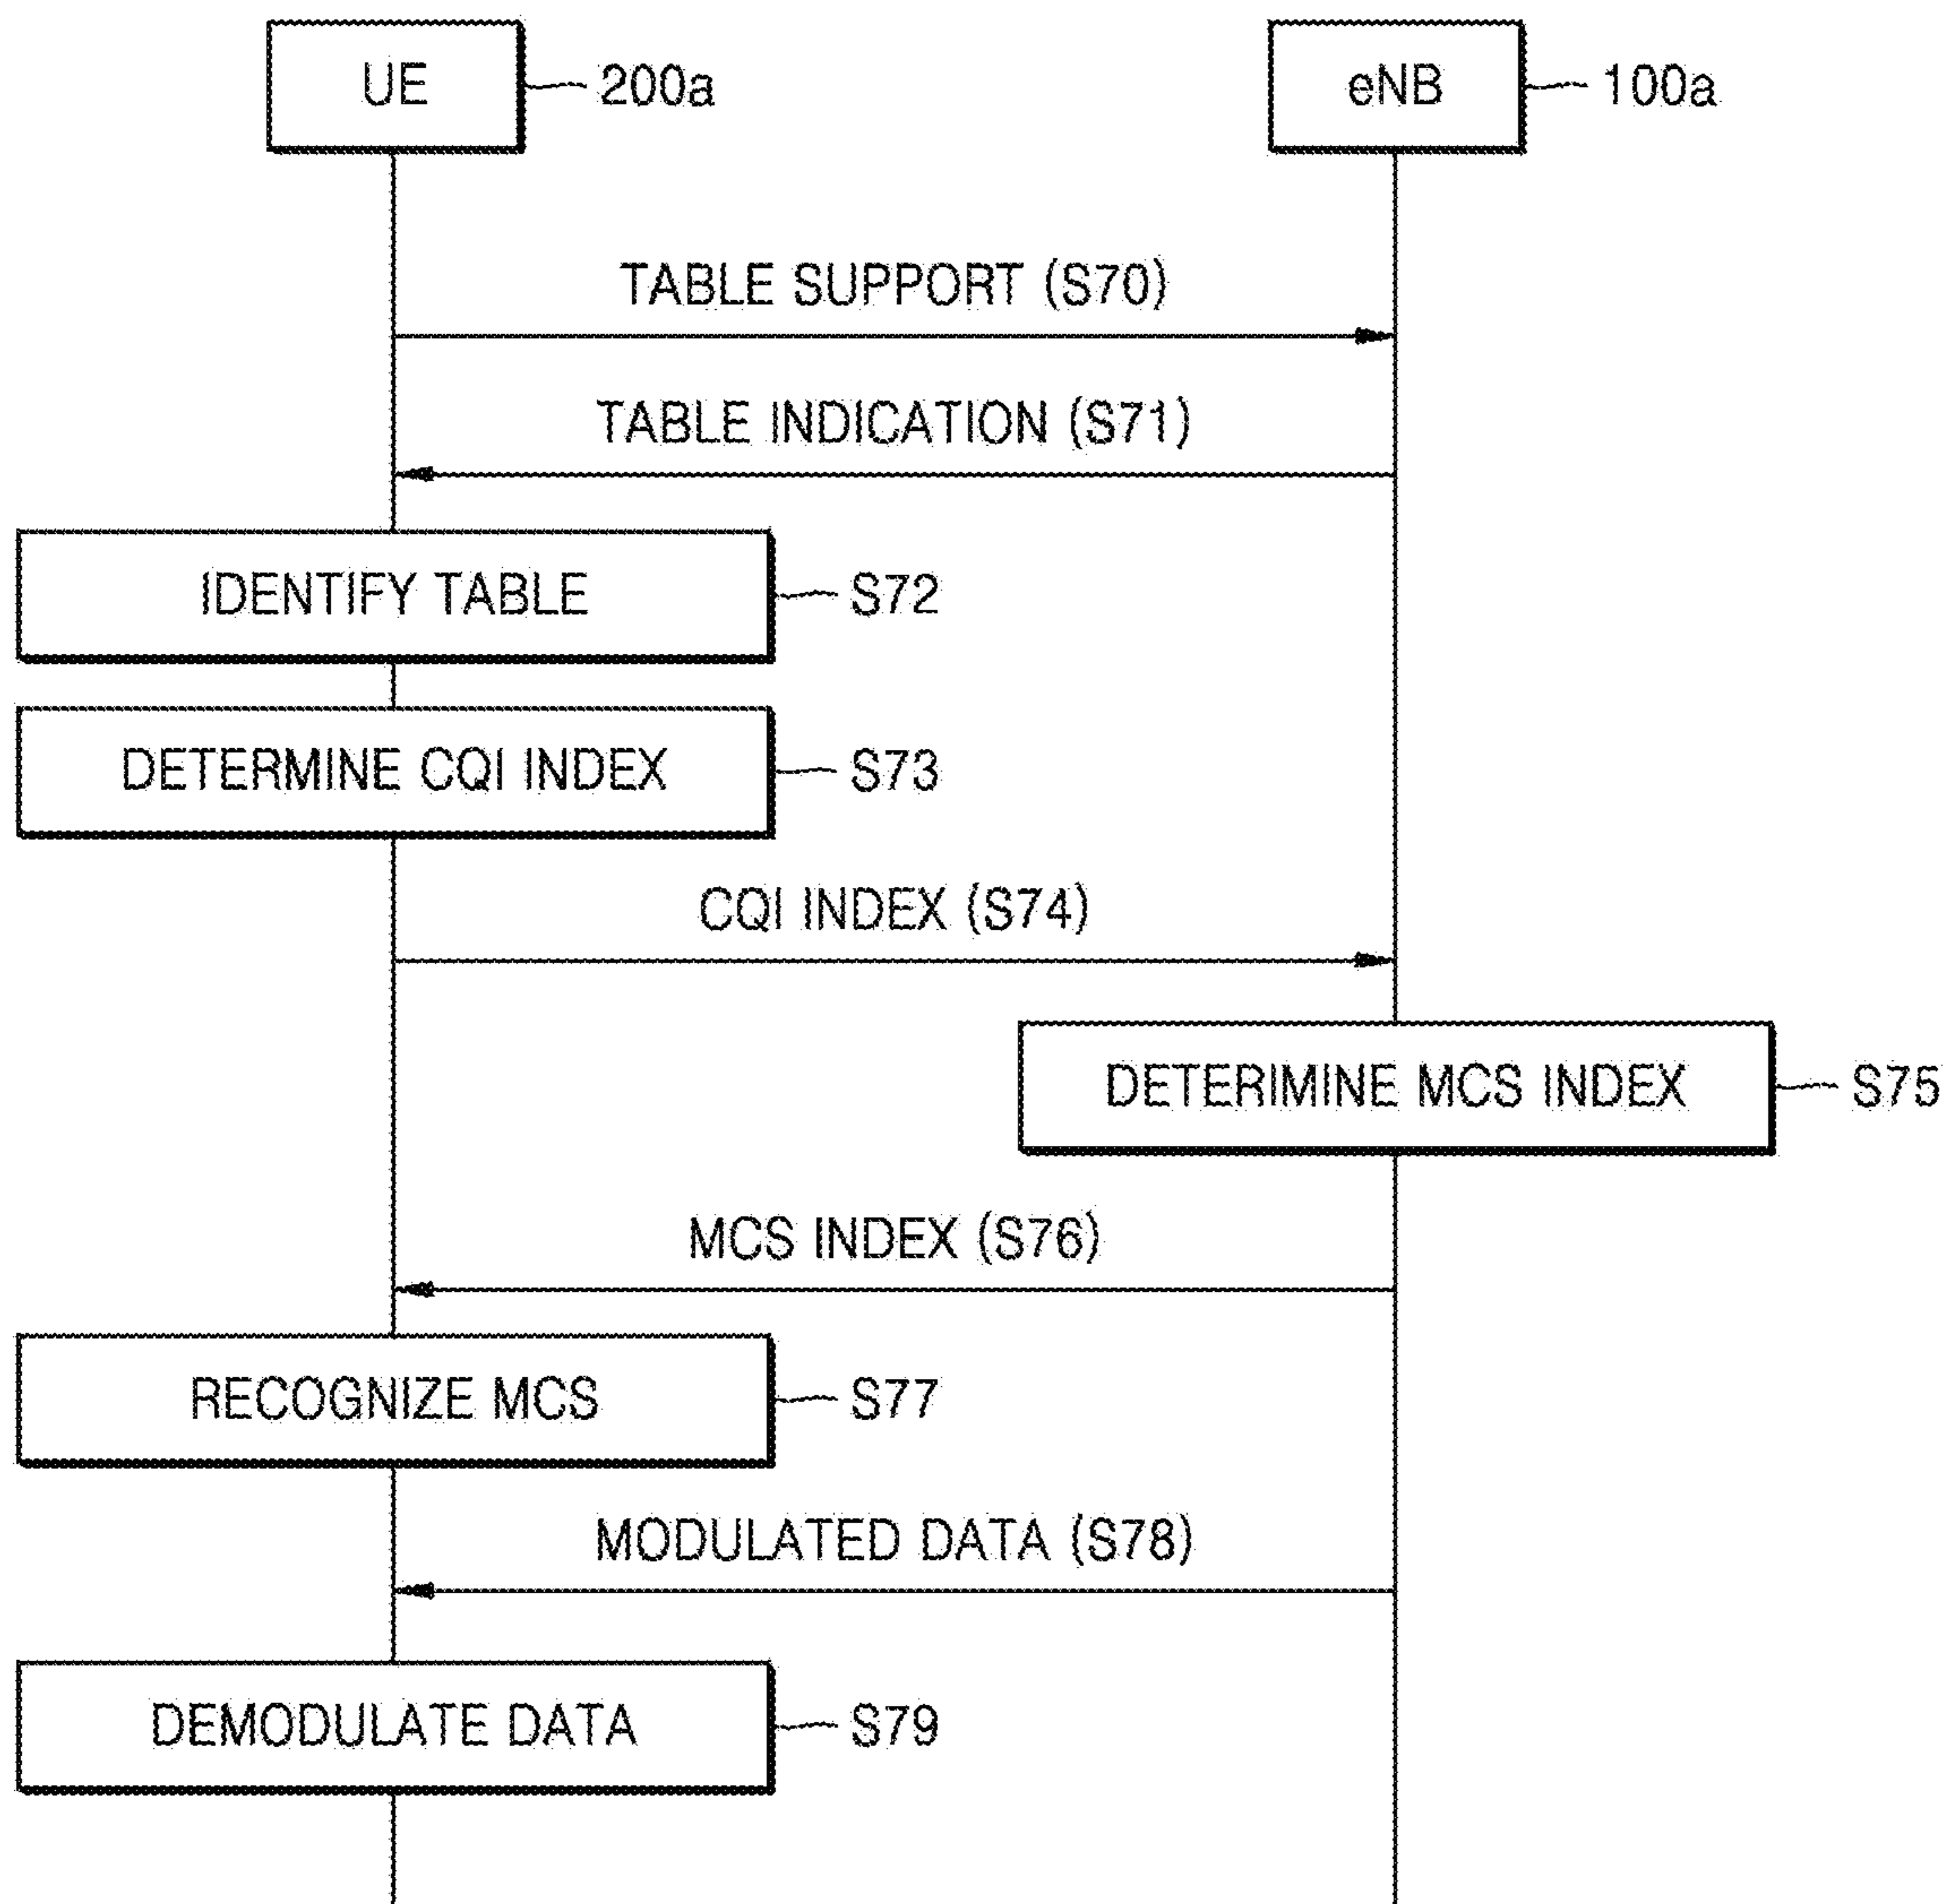 UE 200a
eNB 100a
TABLE SUPPORT (S70)
TABLE INDICATION (S71)
IDENTIFY TABLE S72
DETERMINE CQI INDEX S73
CQI INDEX (S74)
DETERIMINE MCS INDEX S75
MCS INDEX (S76)
RECOGNIZE MCS S77
MODULATED DATA (S78)
DEMODULATE DATA S79